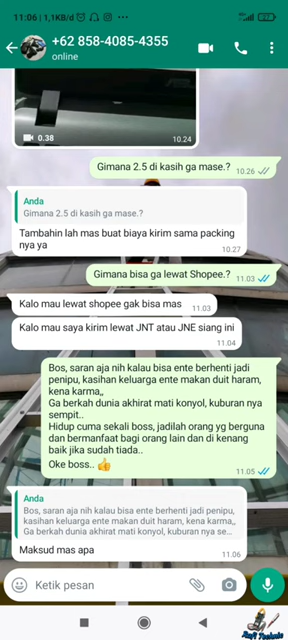 11:06 | 1,1KB/d
27
+62 858-4085-4355
online
0.38
10.24
Gimana 2.5 di kasih ga mase.?
10.26
Anda
Gimana 2.5 di kasih ga mase.?
Tambahin lah mas buat biaya kirim sama packing
nya ya
10.27
Gimana bisa ga lewat Shopee.?
11.03
Kalo mau lewat shopee gak bisa mas
11.03
Kalo mau saya kirim lewat JNT atau JNE siang ini
11.04
Bos, saran aja nih kalau bisa ente berhenti jadi
penipu, kasihan keluarga ente makan duit haram,
kena karma,,
Ga berkah dunia akhirat mati konyol, kuburan nya
sempit..
Hidup cuma sekali boss, jadilah orang yg berguna
dan bermanfaat bagi orang lain dan di kenang
baik jika sudah tiada..
Oke boss..
11.05
Anda
Bos, saran aja nih kalau bisa ente berhenti jadi penipu,
kasihan keluarga ente makan duit haram, kena karma,,
Ga berkah dunia akhirat mati konyol, kuburan nya se...
Maksud mas apa
11.06
Ketik pesan